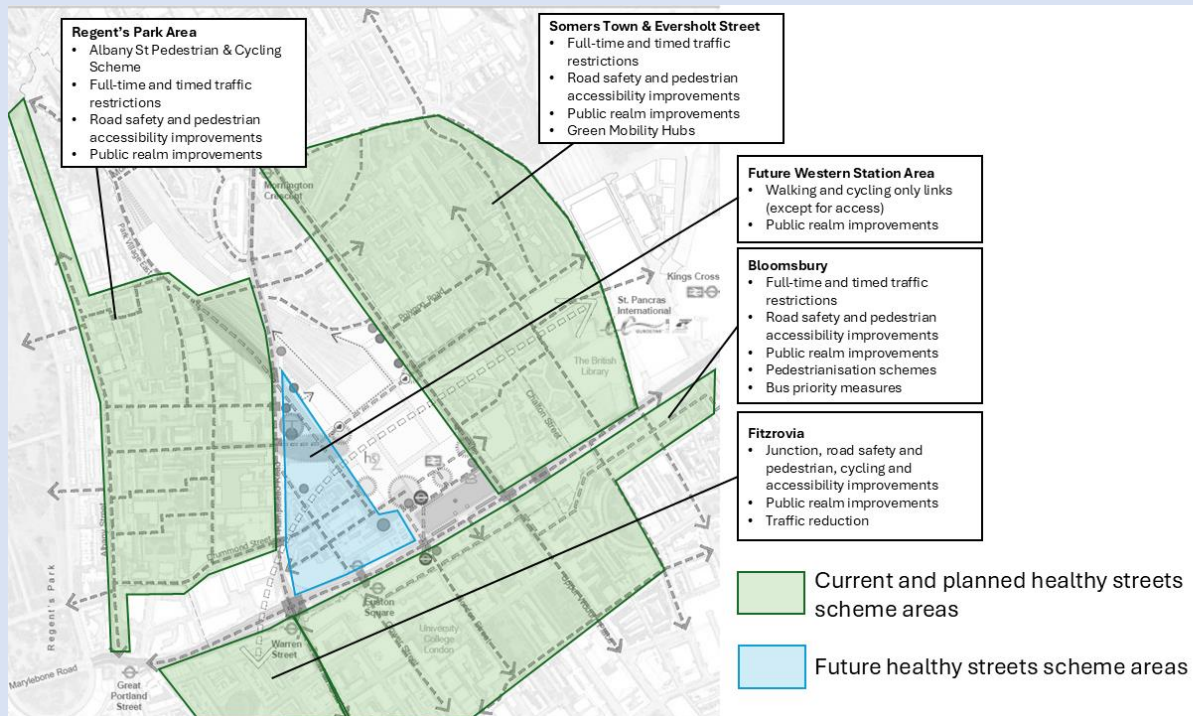 Regent's Park Area
• Albany St Pedestrian & Cycling
Scheme
• Full-time and timed traffic
restrictions
• Road safety and pedestrian
accessibility improvements
• Public realm improvements
Somers Town & Eversholt Street
• Full-time and timed traffic
restrictions
• Road safety and pedestrian
accessibility improvements
• Public realm improvements
• Green Mobility Hubs
Future Western Station Area
• Walking and cycling only links
(except for access)
• Public realm improvements
Bloomsbury
• Full-time and timed traffic
restrictions
• Road safety and pedestrian
accessibility improvements
• Public realm improvements
• Pedestrianisation schemes
• Bus priority measures
Fitzrovia
• Junction, road safety and
pedestrian, cycling and
accessibility improvements
• Public realm improvements
• Traffic reduction
Current and planned healthy streets
scheme areas
Future healthy streets scheme areas
Mornington
Crescent
Park Village East
Kings Cross
St. Pancras
International
The British
Library
Chalton Street
Albany Street
Drummond Street
Regent's Park
Euston
Square
University
College
London
Warren
Street
Marylebone Road
Great
Portland
Street